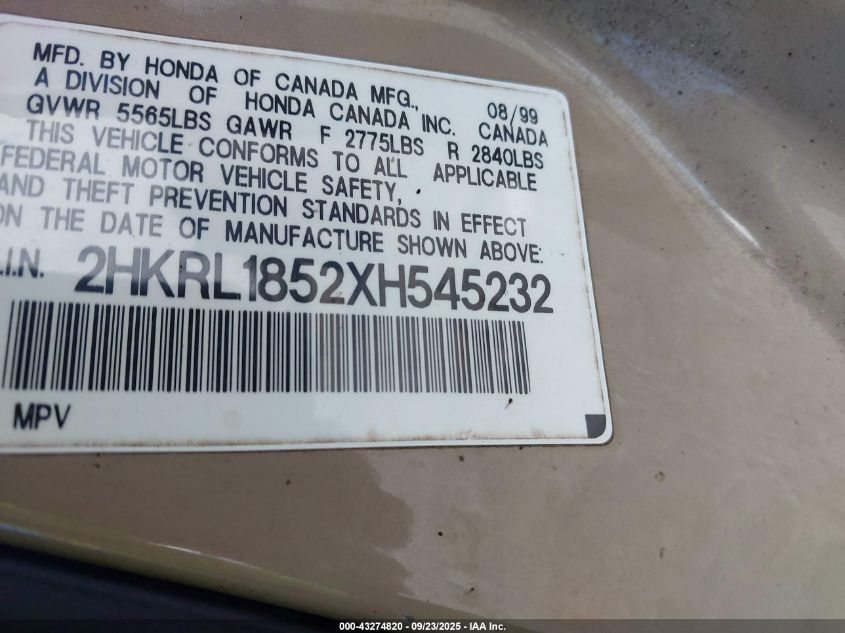 MFD. BY HONDA OF CANADA MFG., 08/99
A DIVISION OF HONDA CANADA INC. CANADA
GVWR 5565LBS GAWR F 2775LBS R 2840LBS
THIS VEHICLE CONFORMS TO ALL APPLICABLE
FEDERAL MOTOR VEHICLE SAFETY,
AND THEFT PREVENTION STANDARDS IN EFFECT
ON THE DATE OF MANUFACTURE SHOWN ABOVE:
.I.N. 2HKRL1852XH545232
MPV
000-43274820 - 09/23/2025 - IAA Inc.